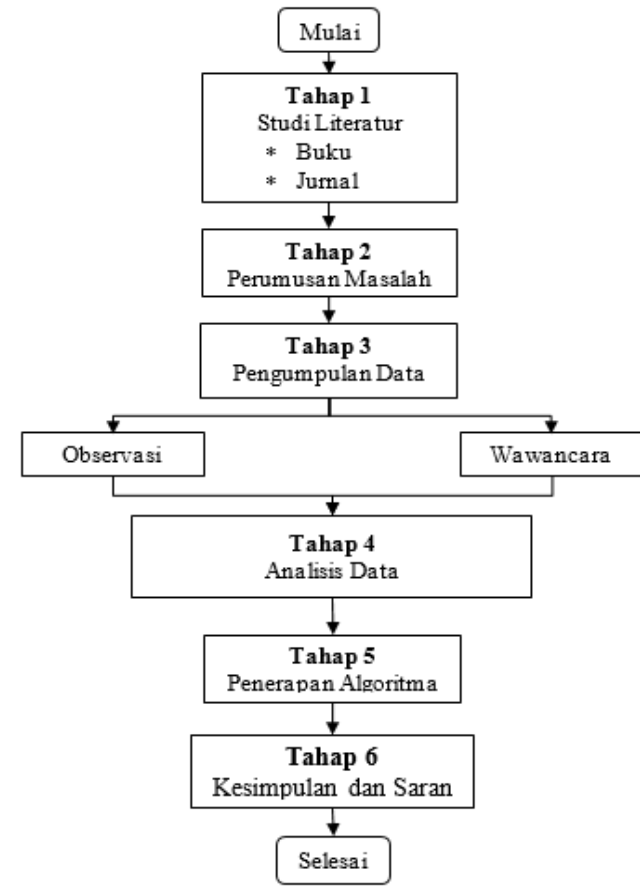 Mulai
Tahap 1
Studi Literatur
* Buku
* Jurnal
Tahap 2
Perumusan Masalah
Tahap 3
Pengumpulan Data
Observasi
Wawancara
Tahap 4
Analisis Data
Tahap 5
Penerapan Algoritma
Tahap 6
Kesimpulan dan Saran
Selesai